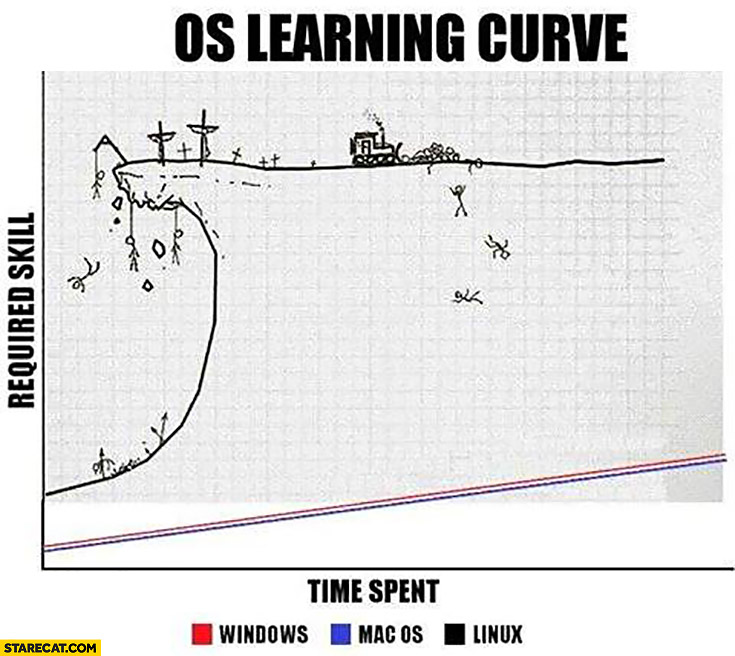 OS LEARNING CURVE
REQUIRED SKILL
TIME SPENT
WINDOWS MAC OS LINUX
STARECAT.COM